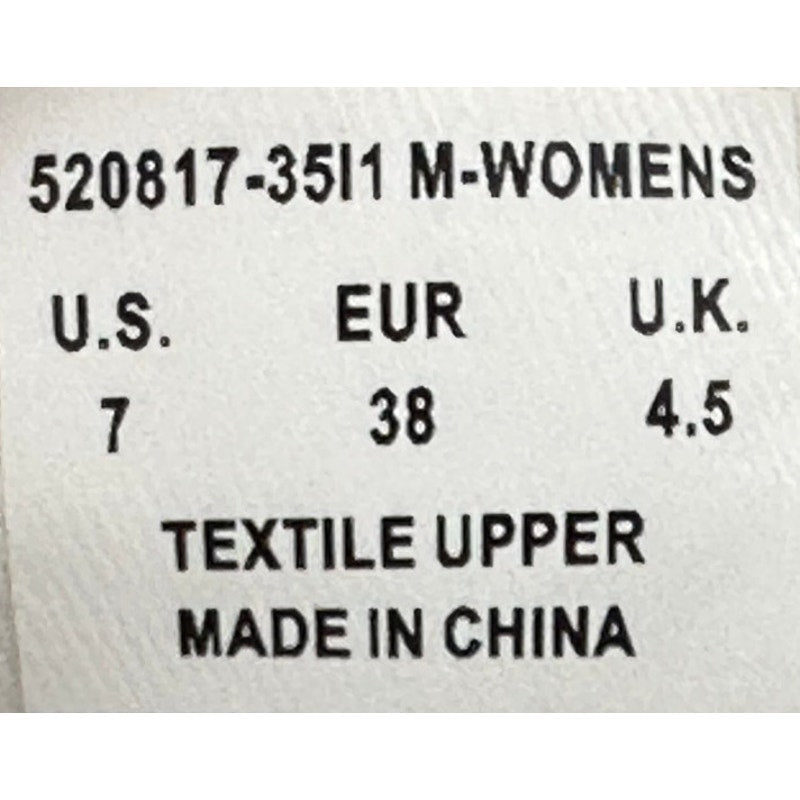 520817-35I1 M-WOMENS
U.S. EUR U.K.
7 38 4.5
TEXTILE UPPER
MADE IN CHINA